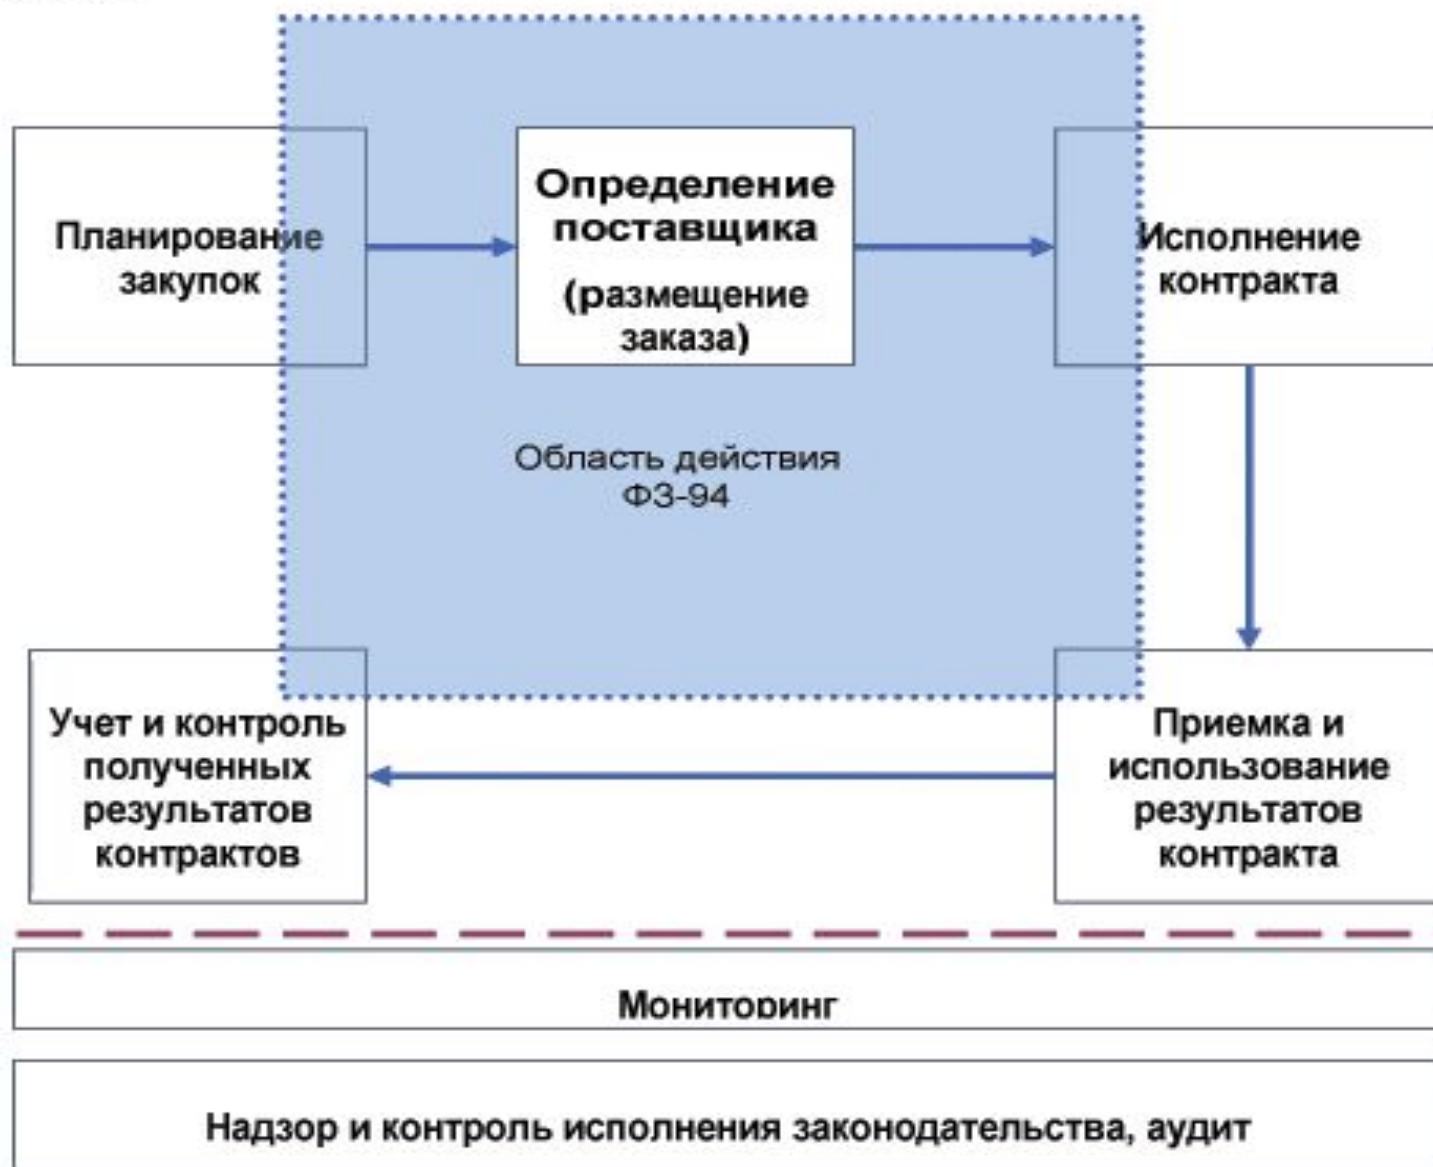 Планирование
закупок
Определение
поставщика
(размещение
заказа)
Исполнение
контракта
Область действия
ФЗ-94
Учет и контроль
полученных
результатов
контрактов
Приемка и
использование
результатов
контракта
Мониторинг
Надзор и контроль исполнения законодательства, аудит